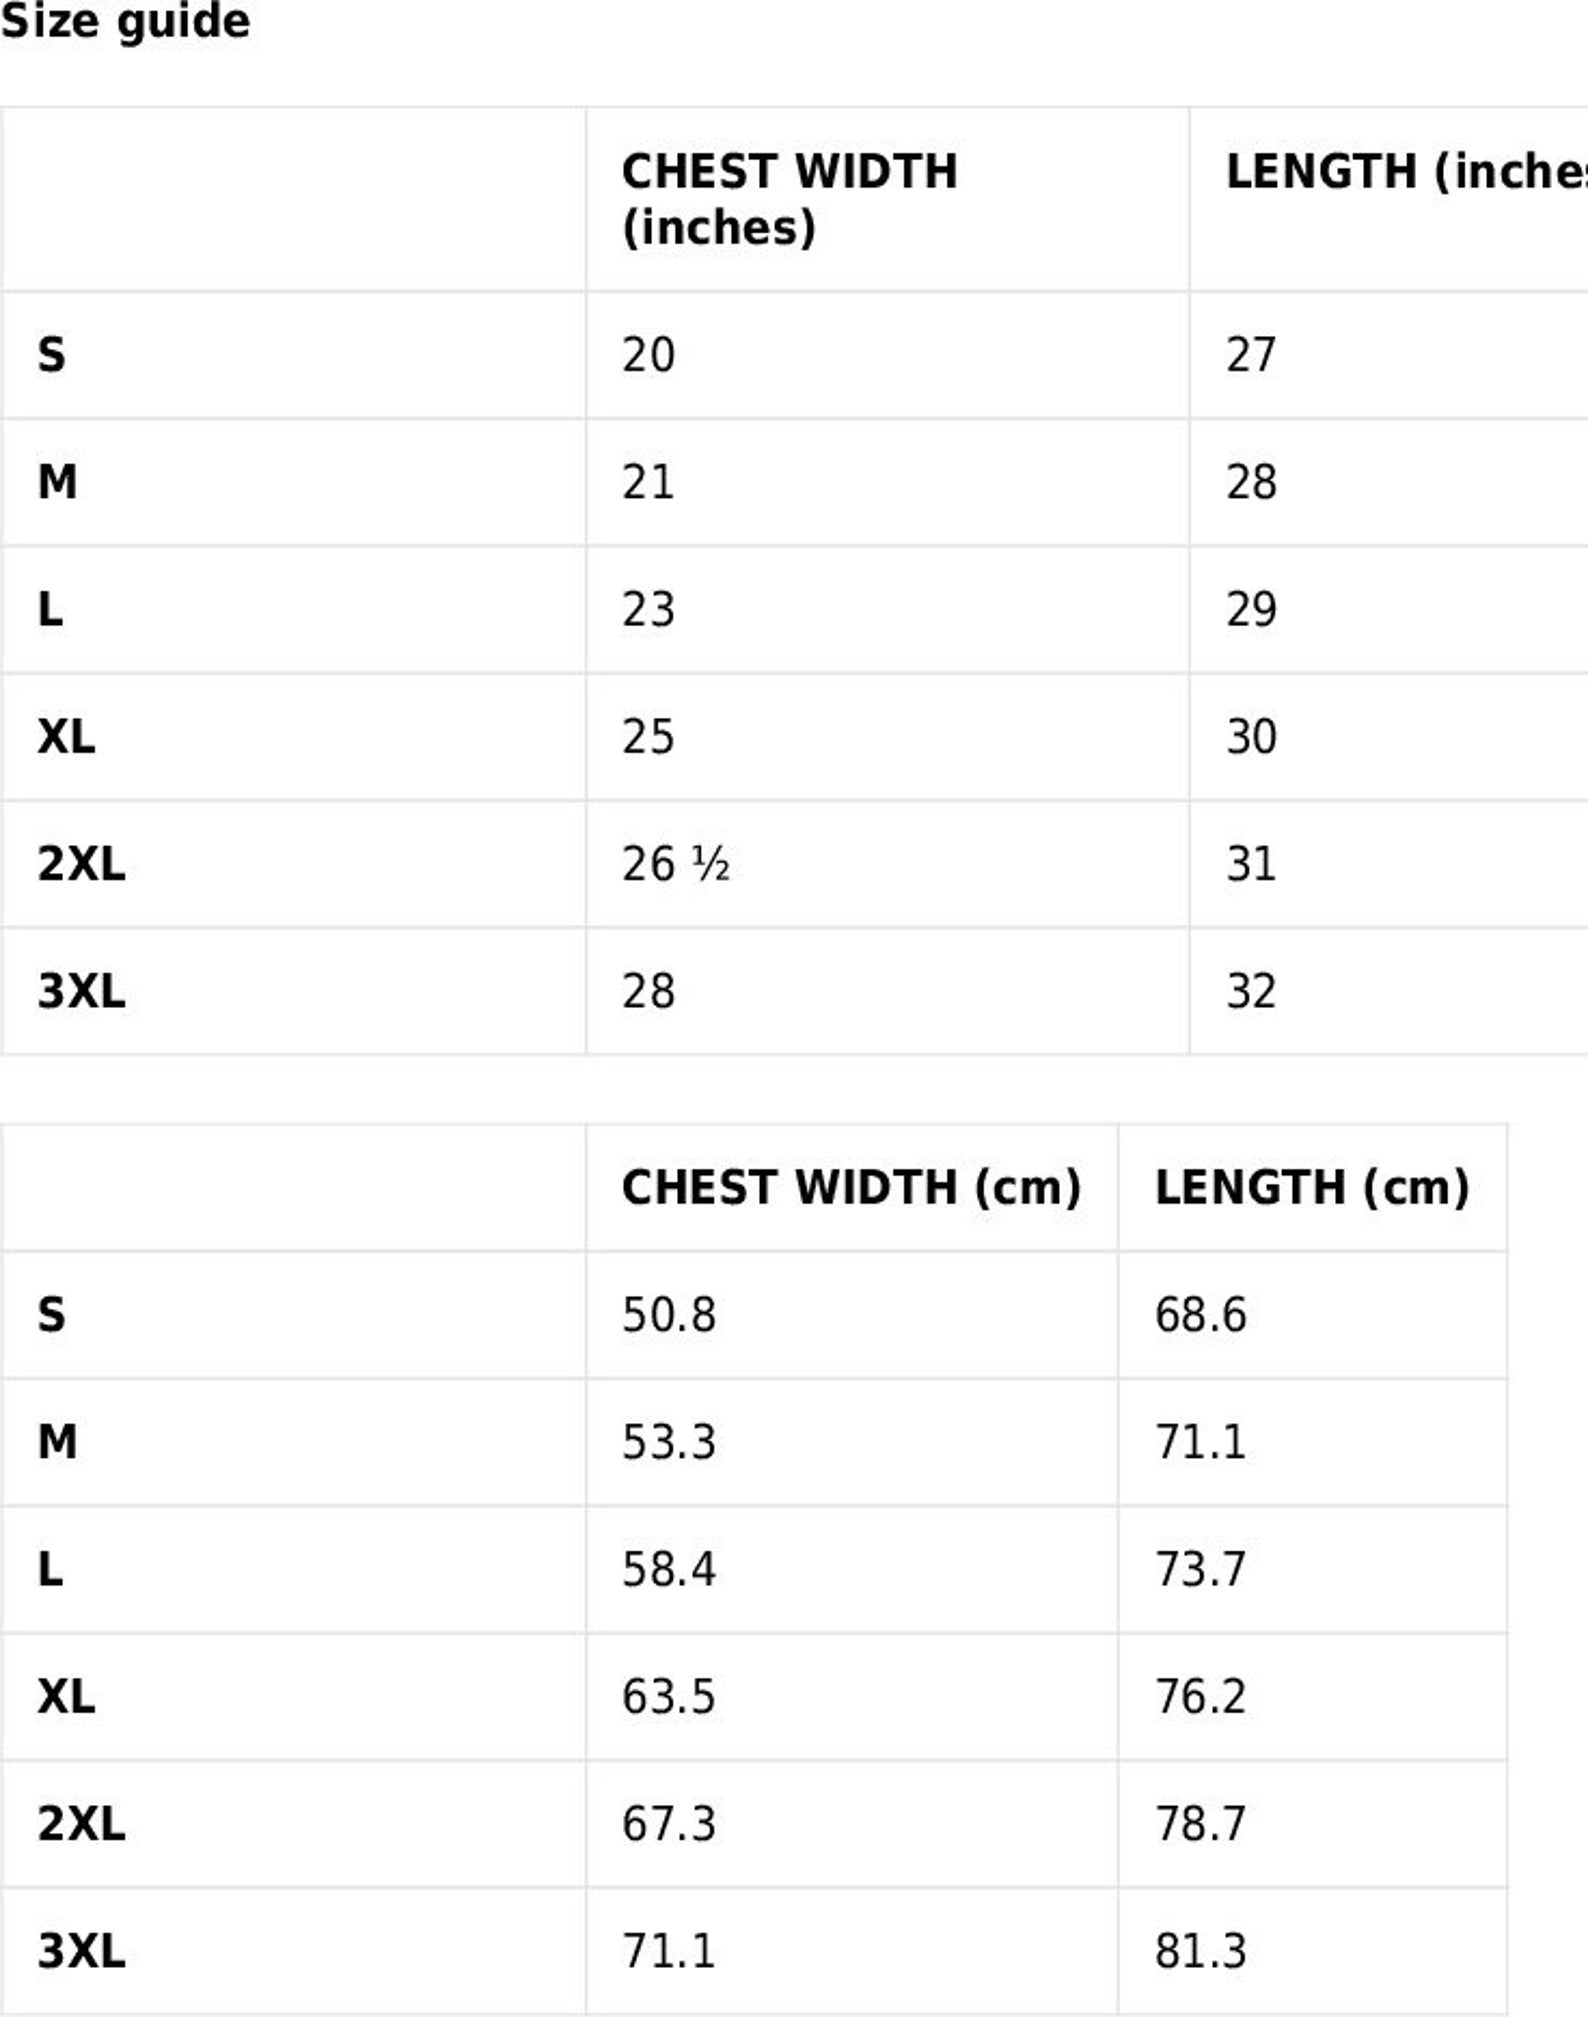 Size guide
CHEST WIDTH (inches) LENGTH (inches
S 20 27
M 21 28
L 23 29
XL 25 30
2XL 26 ½ 31
3XL 28 32
CHEST WIDTH (cm) LENGTH (cm)
S 50.8 68.6
M 53.3 71.1
L 58.4 73.7
XL 63.5 76.2
2XL 67.3 78.7
3XL 71.1 81.3